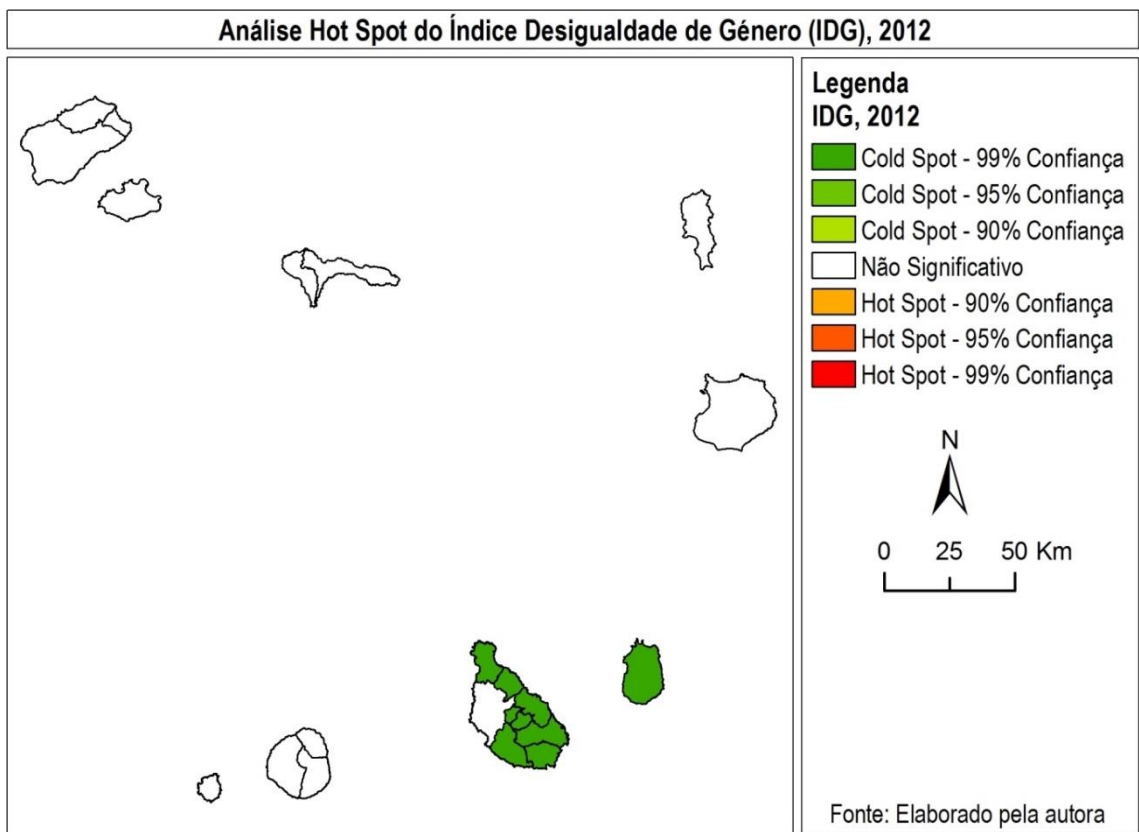 Análise Hot Spot do Índice Desigualdade de Género (IDG), 2012
Legenda
IDG, 2012
Cold Spot - 99% Confiança
Cold Spot - 95% Confiança
Cold Spot - 90% Confiança
Não Significativo
Hot Spot - 90% Confiança
Hot Spot - 95% Confiança
Hot Spot - 99% Confiança
N
0 25 50 Km
Fonte: Elaborado pela autora